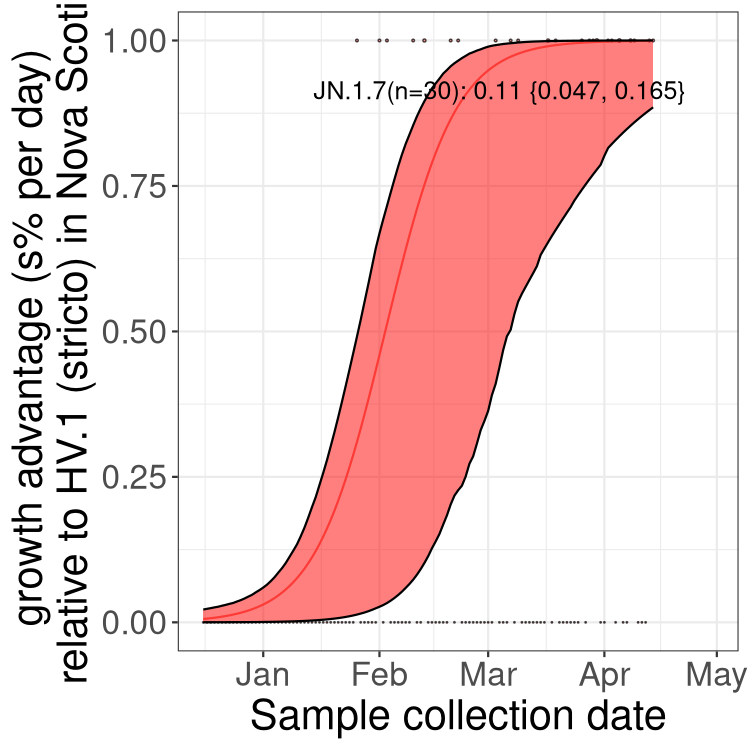 growth advantage (s% per day)
relative to HV.1 (stricto) in Nova Scoti
1.00
0.75
0.50
0.25
0.00
JN.1.7(n=30): 0.11 {0.047, 0.165}
Jan Feb Mar Apr May
Sample collection date